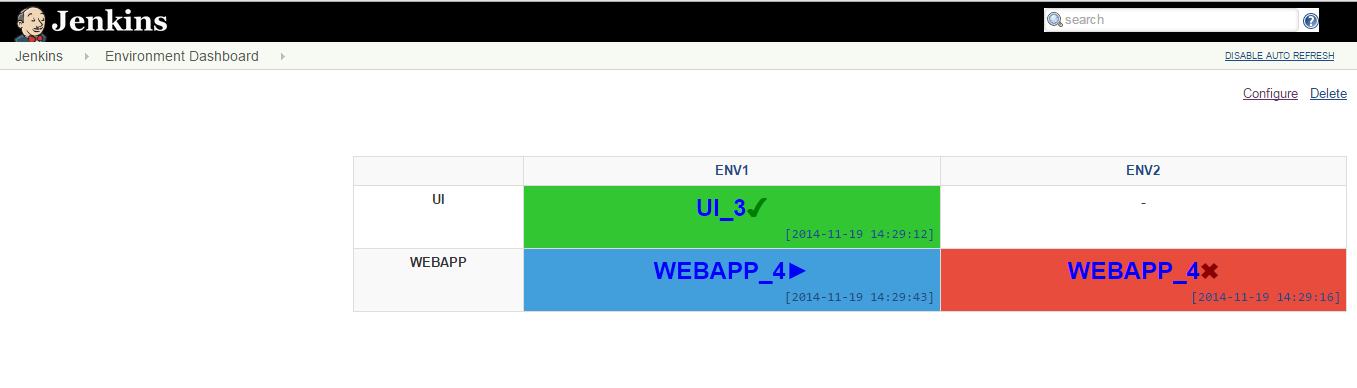 Jenkins
search
Jenkins Environment Dashboard DISABLE AUTO REFRESH
Configure Delete
ENV1 ENV2
UI UI_3✔ -
[2014-11-19 14:29:12]
WEBAPP WEBAPP_4► WEBAPP_4✖
[2014-11-19 14:29:43] [2014-11-19 14:29:16]